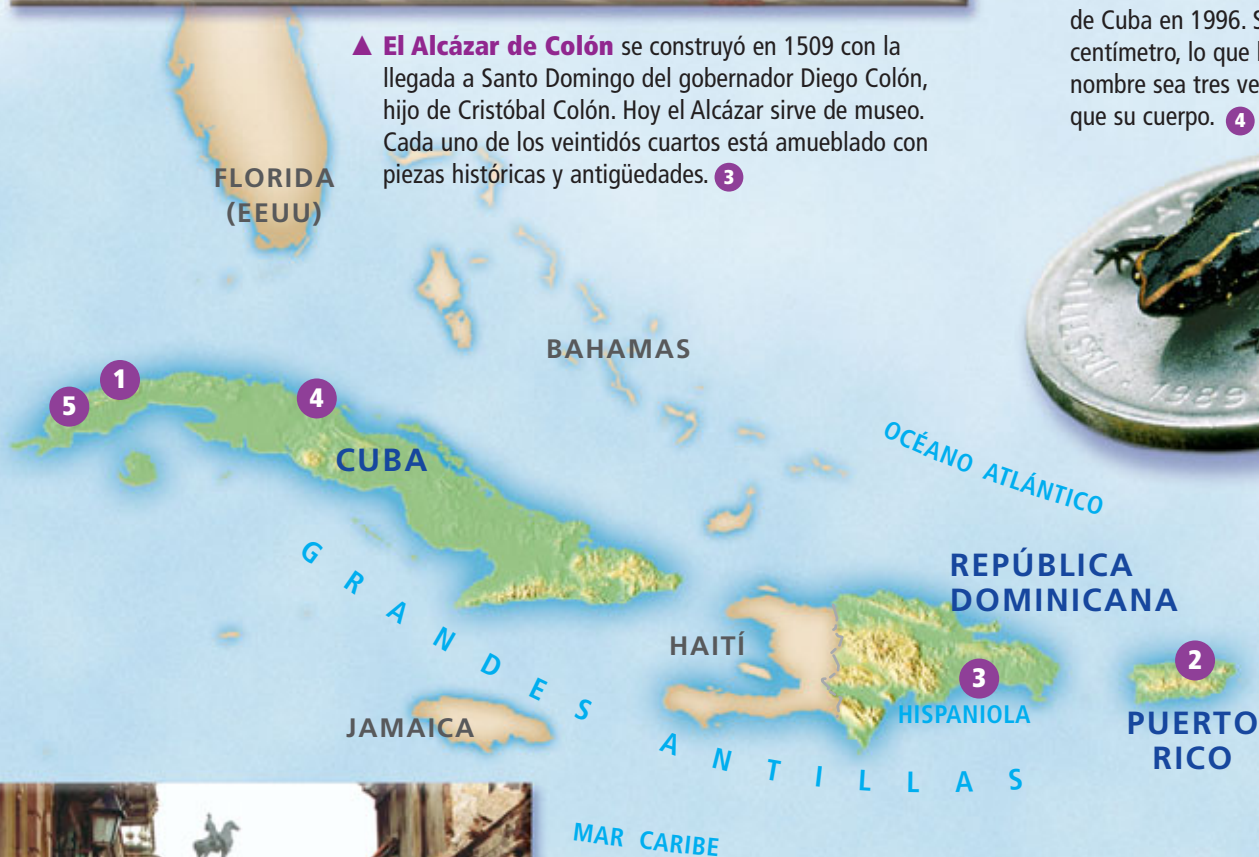 ▲ El Alcázar de Colón se construyó en 1509 con la
llegada a Santo Domingo del gobernador Diego Colón,
hijo de Cristóbal Colón. Hoy el Alcázar sirve de museo.
Cada uno de los veintidós cuartos está amueblado con
piezas históricas y antigüedades. 3
de Cuba en 1996. S
centímetro, lo que
nombre sea tres ve
que su cuerpo. 4
FLORIDA
(EEUU)
BAHAMAS
1989
1
5
4
CUBA
OCÉANO ATLÁNTICO
GRANDES ANTILLAS
REPÚBLICA
DOMINICANA
HAITÍ
3
2
HISPANIOLA
JAMAICA
PUERTO
RICO
MAR CARIBE